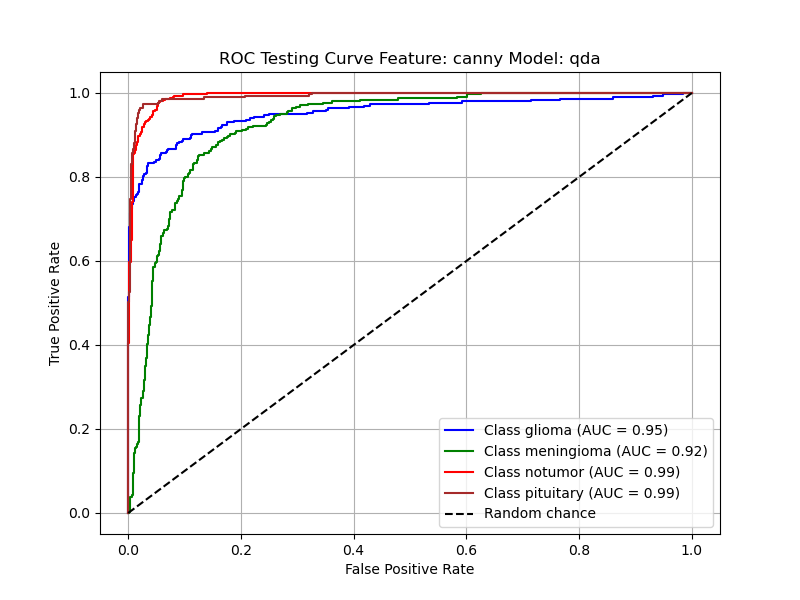 ROC Testing Curve Feature: canny Model: qda
True Positive Rate
1.0
0.8
0.6
0.4
0.2
0.0
Class glioma (AUC = 0.95)
Class meningioma (AUC = 0.92)
Class notumor (AUC = 0.99)
Class pituitary (AUC = 0.99)
Random chance
0.0 0.2 0.4 0.6 0.8 1.0
False Positive Rate